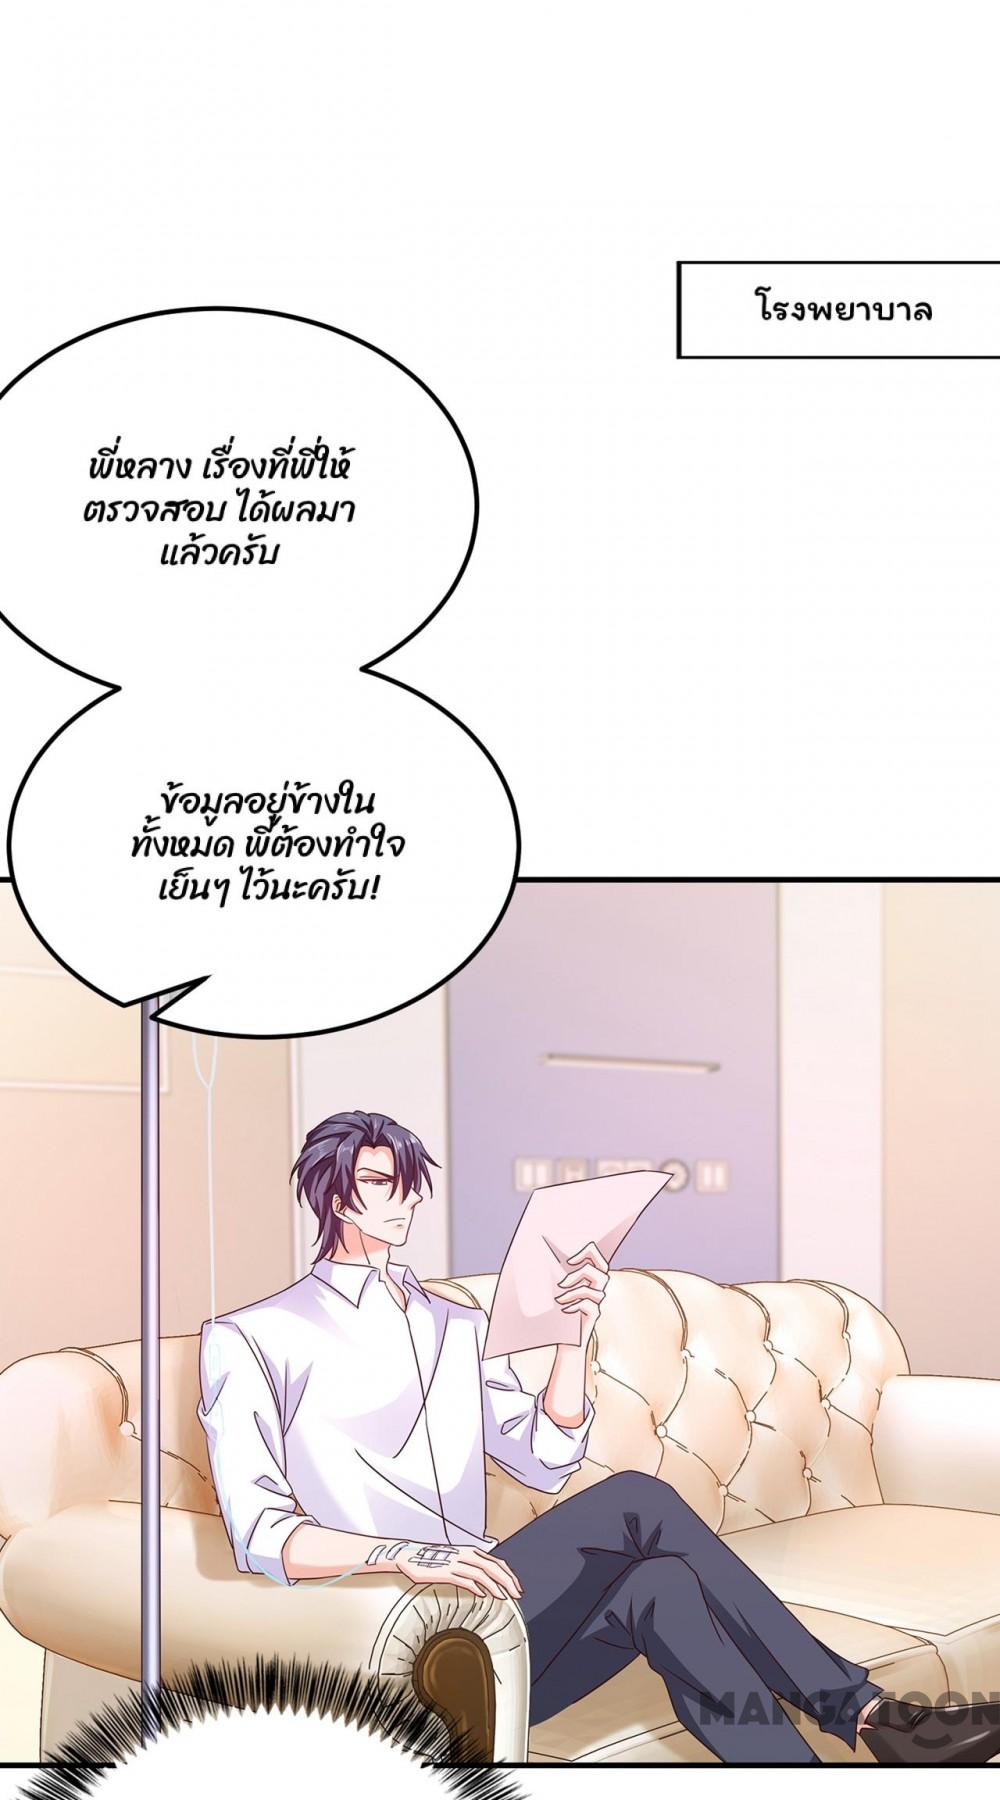 โรงพยาบาล
พี่หลาง เรื่องที่พี่ให้
ตรวจสอบ ได้ผลมา
แล้วครับ
ข้อมูลอยู่ข้างใน
ทั้งหมด พี่ต้องทำใจ
เย็นๆ ไว้นะครับ!
MANGATOON